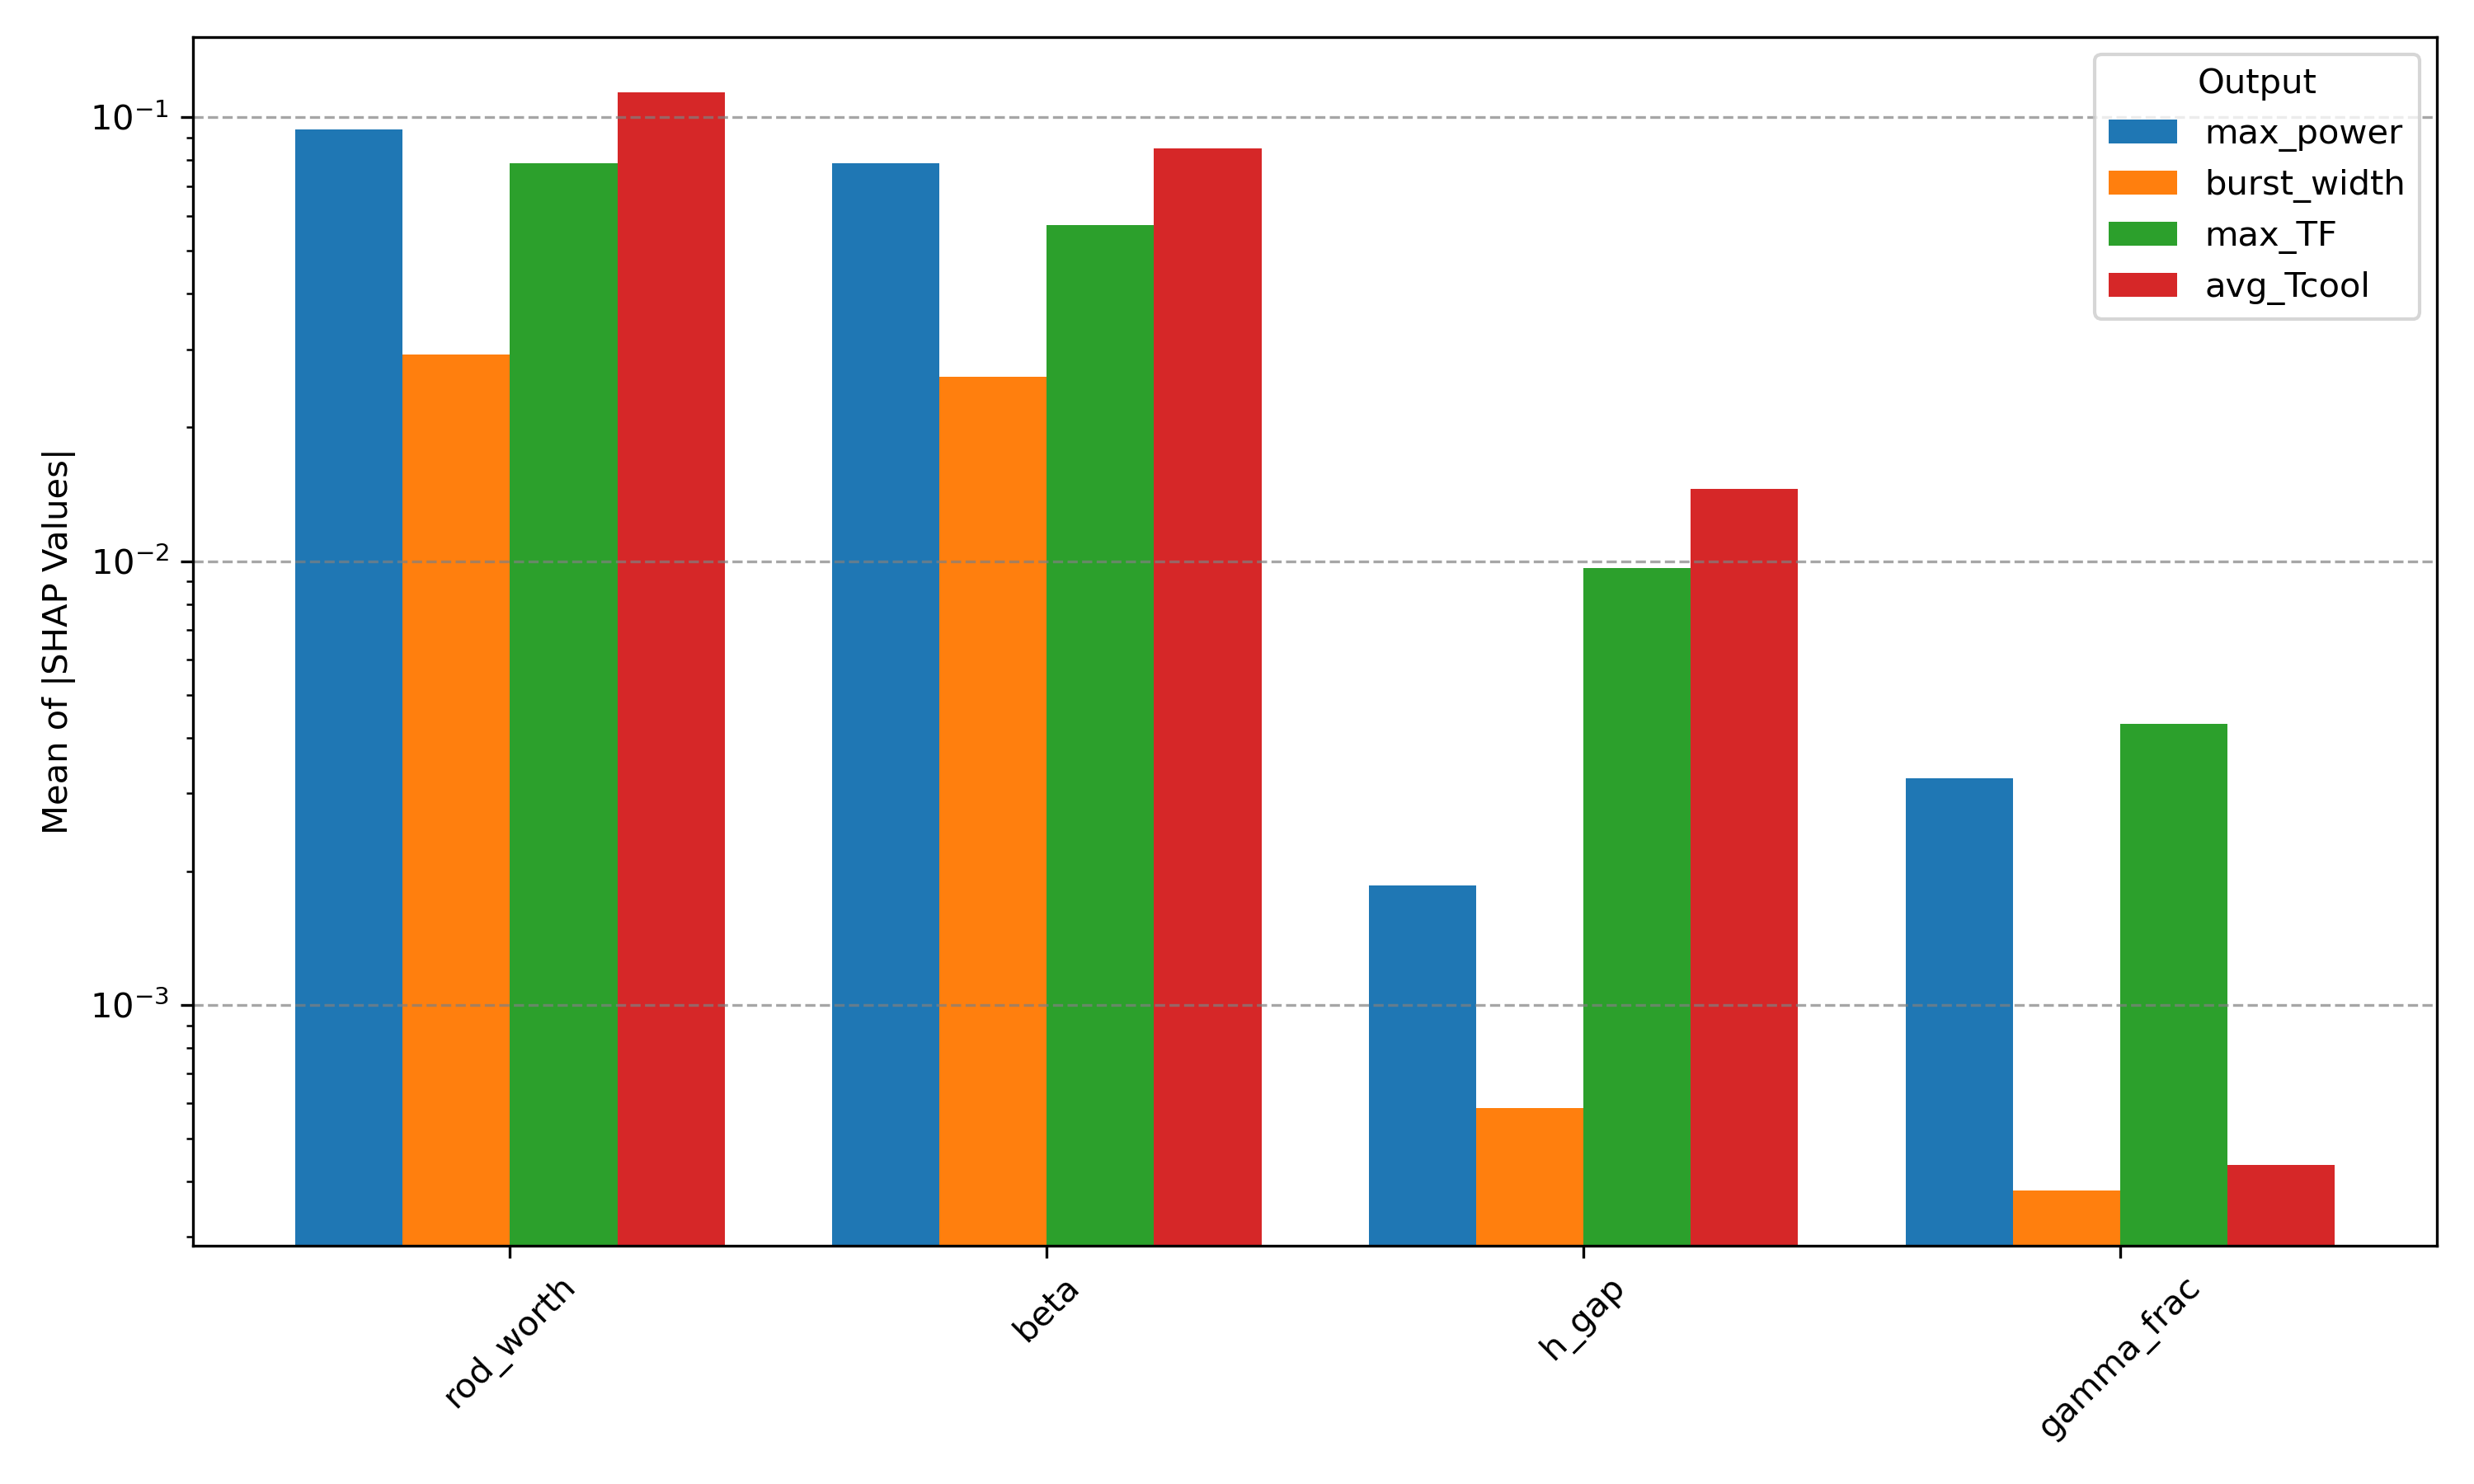 Output
max_power
burst_width
max_TF
avg_Tcool
Mean of |SHAP Values|
10⁻¹
10⁻²
10⁻³
rod_worth
beta
h_gap
gamma_frac